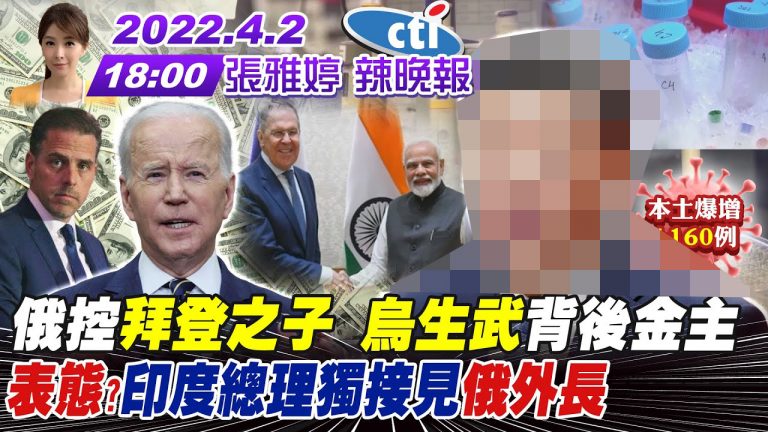 2022.4.2
cti
18:00 張雅婷 辣晚報
本土爆增
160例
俄控拜登之子 烏生武背後金主
表態?印度總理獨接見俄外長